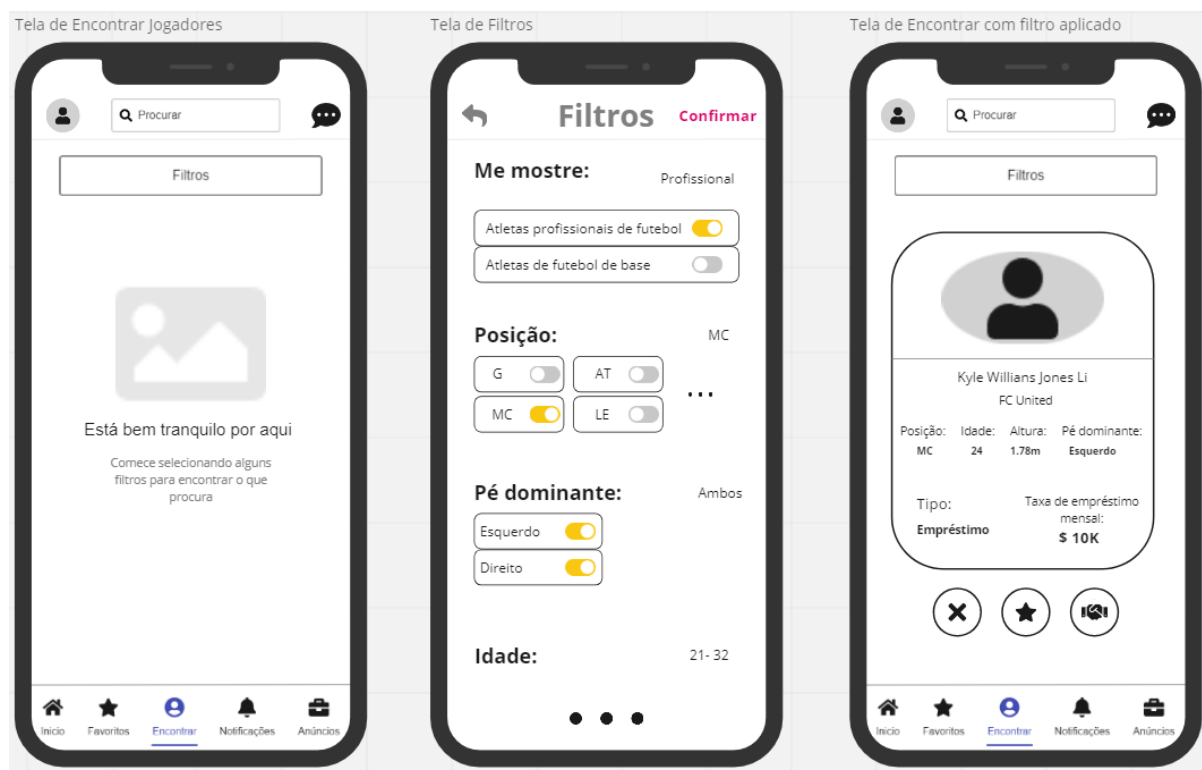 Tela de Encontrar Jogadores
Procurar
Filtros
Está bem tranquilo por aqui
Comece selecionando alguns
filtros para encontrar o que
procura
Inicio Favoritos Encontrar Notificações Anúncios
Tela de Filtros
Filtros Confirmar
Me mostre: Profissional
Atletas profissionais de futebol
Atletas de futebol de base
Posição: MC
G AT
...
MC LE
Pé dominante: Ambos
Esquerdo
Direito
Idade: 21- 32
Tela de Encontrar com filtro aplicado
Procurar
Filtros
Kyle Willians Jones Li
FC United
Posição: Idade: Altura: Pé dominante:
MC 24 1.78m Esquerdo
Tipo: Taxa de empréstimo
mensal:
Empréstimo $ 10K
Inicio Favoritos Encontrar Notificações Anúncios